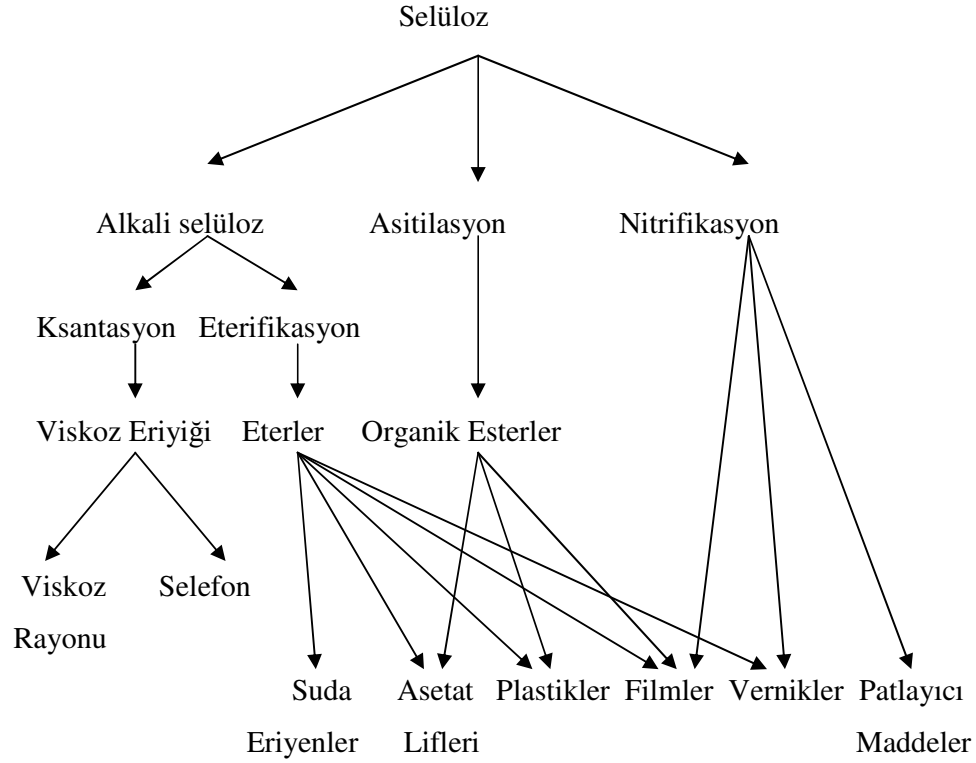 Selüloz
Alkali selüloz Asitilasyon Nitrifikasyon
Ksantasyon Eterifikasyon
Viskoz Eriyiği Eterler Organik Esterler
Viskoz Selefon
Rayonu
Suda Asetat Plastikler Filmler Vernikler Patlayıcı
Eriyenler Lifleri Maddeler